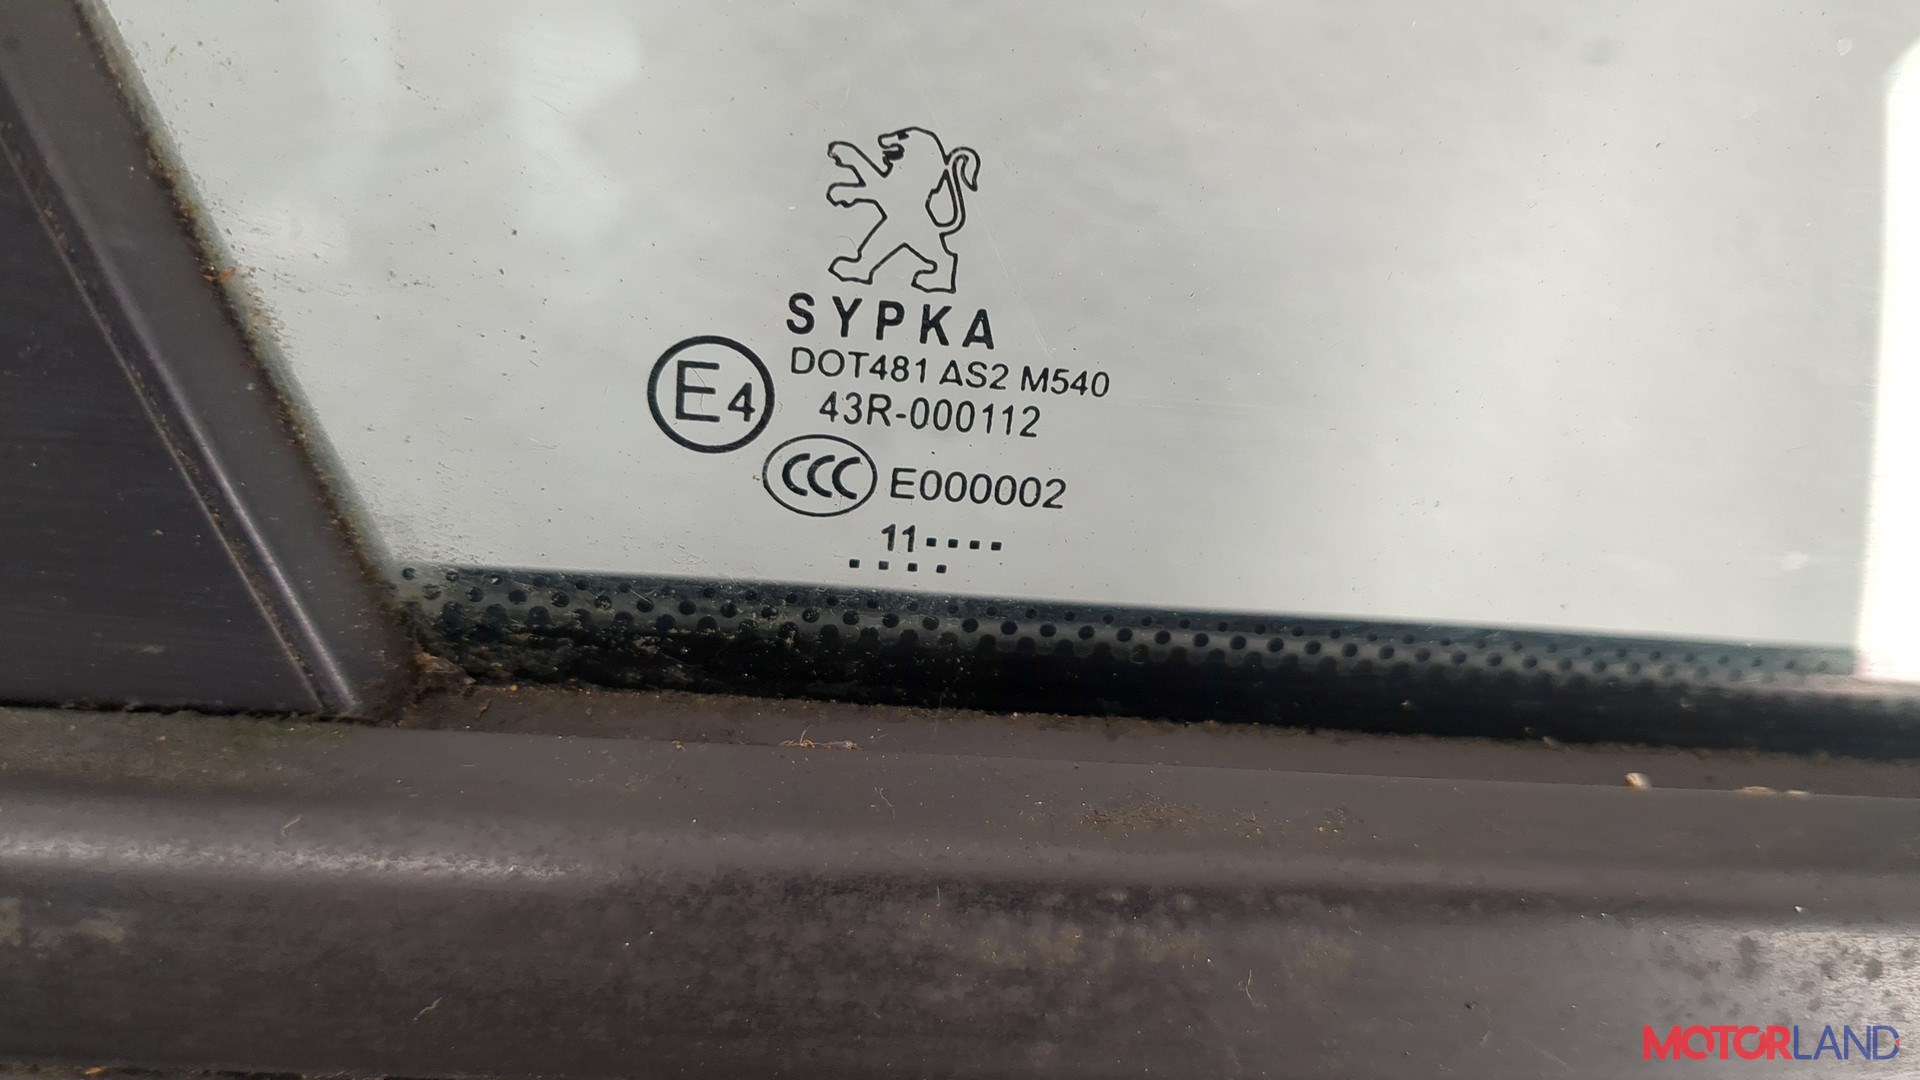 SYPKA
E4
DOT481 AS2 M540
43R-000112
CCC E000002
11....
....
MOTORLAND